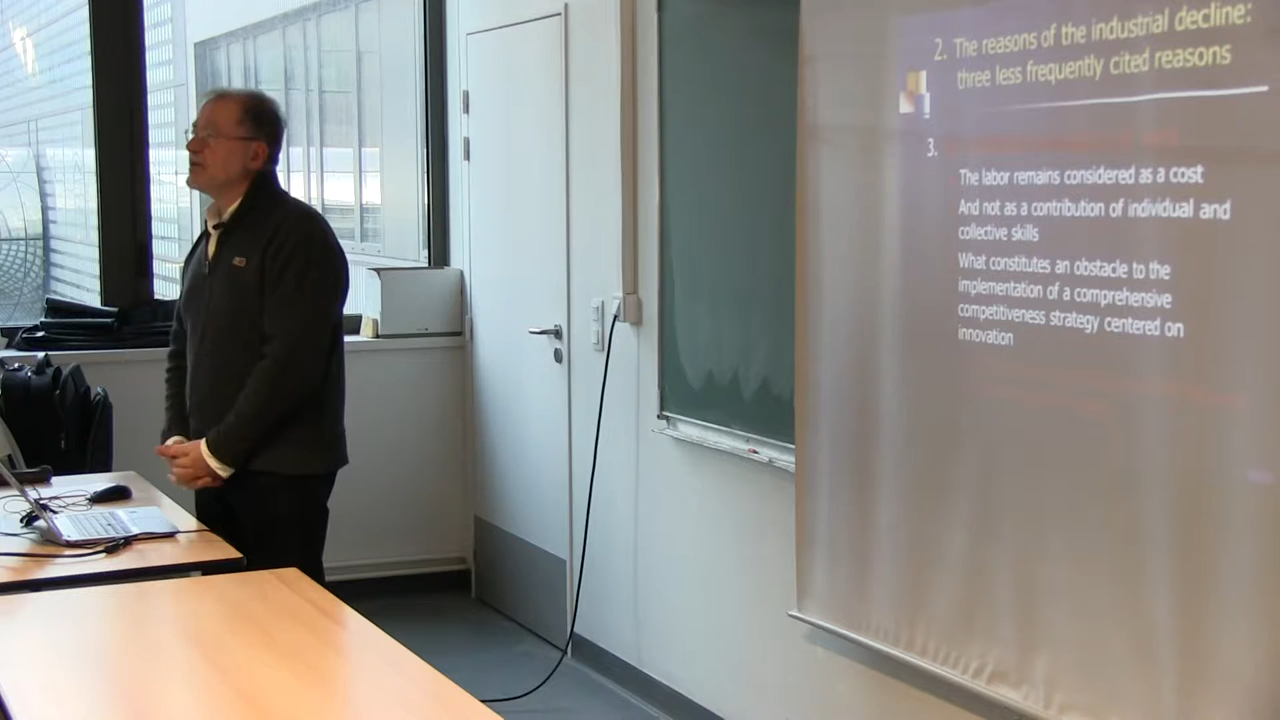 2. The reasons of the industrial decline:
three less frequently cited reasons
3.
The labor remains considered as a cost
And not as a contribution of individual and
collective skills
What constitutes an obstacle to the
implementation of a comprehensive
competitiveness strategy centered on
innovation